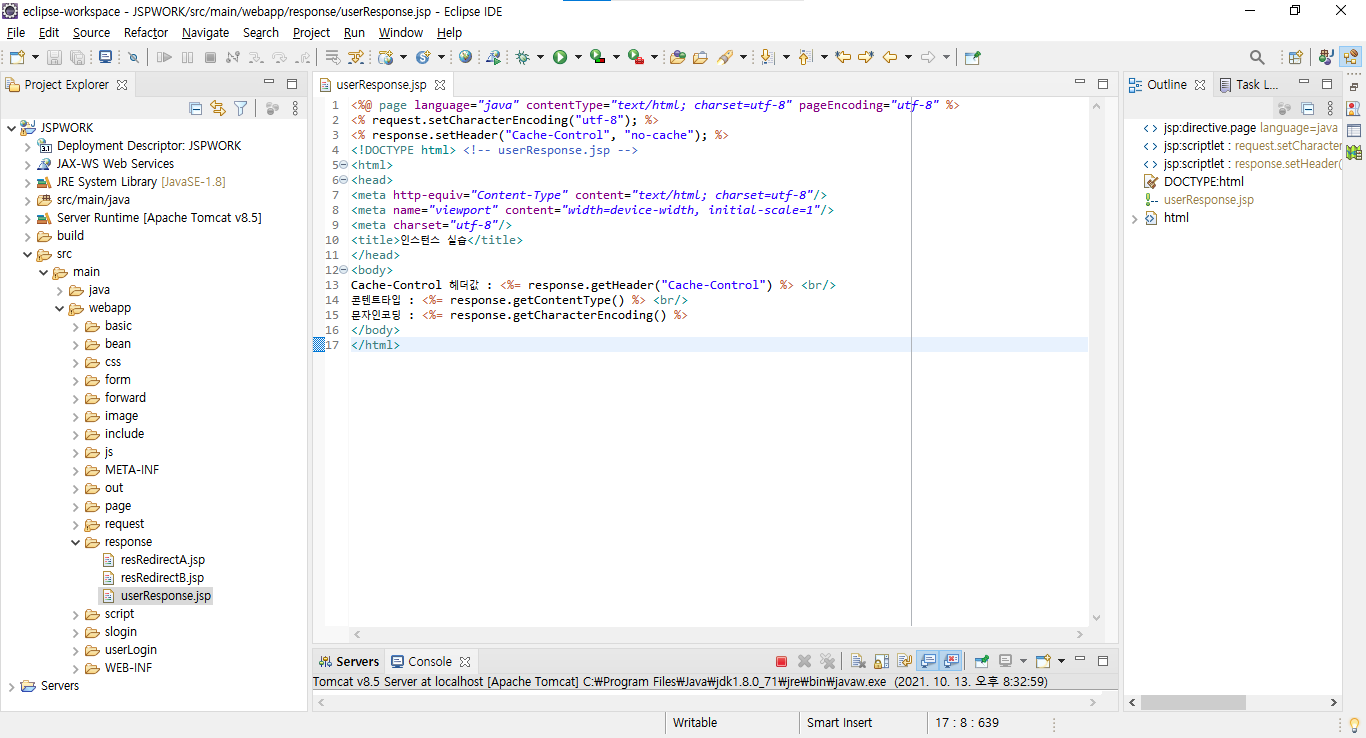 eclipse-workspace - JSPWORK/src/main/webapp/response/userResponse.jsp - Eclipse IDE
File Edit Source Refactor Navigate Search Project Run Window Help
Project Explorer
JSPWORK
Deployment Descriptor: JSPWORK
JAX-WS Web Services
JRE System Library [JavaSE-1.8]
src/main/java
Server Runtime [Apache Tomcat v8.5]
build
src
main
java
webapp
basic
bean
css
form
forward
image
include
js
META-INF
out
page
request
response
resRedirectA.jsp
resRedirectB.jsp
userResponse.jsp
script
slogin
userLogin
WEB-INF
Servers
userResponse.jsp
1 <%@ page language="java" contentType="text/html; charset=utf-8" pageEncoding="utf-8" %>
2 <% request.setCharacterEncoding("utf-8"); %>
3 <% response.setHeader("Cache-Control", "no-cache"); %>
4 <!DOCTYPE html> <!-- userResponse.jsp -->
5 <html>
6 <head>
7 <meta http-equiv="Content-Type" content="text/html; charset=utf-8"/>
8 <meta name="viewport" content="width=device-width, initial-scale=1"/>
9 <meta charset="utf-8"/>
10 <title>인스턴스 실습</title>
11 </head>
12 <body>
13 Cache-Control 헤더값 : <%= response.getHeader("Cache-Control") %> <br/>
14 콘텐트타입 : <%= response.getContentType() %> <br/>
15 문자인코딩 : <%= response.getCharacterEncoding() %>
16 </body>
17 </html>
Outline Task L...
jsp:directive.page language=java
jsp:scriptlet : request.setCharacter
jsp:scriptlet : response.setHeader(
DOCTYPE:html
userResponse.jsp
html
Servers Console
Tomcat v8.5 Server at localhost [Apache Tomcat] C:₩Program Files₩Java₩jdk1.8.0_71₩jre₩bin₩javaw.exe (2021. 10. 13. 오후 8:32:59)
Writable Smart Insert 17 : 8 : 639